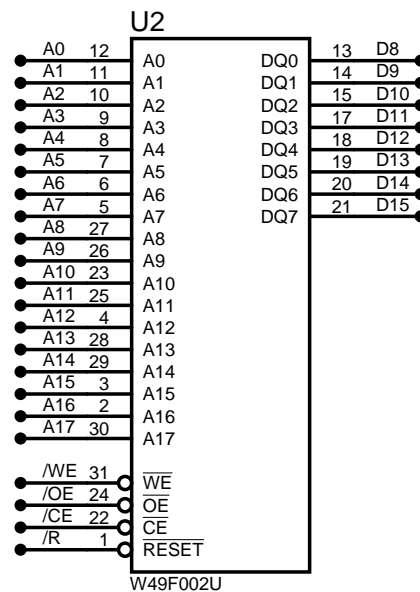 U2
A0 12 A0 DQ0 13 D8
A1 11 A1 DQ1 14 D9
A2 10 A2 DQ2 15 D10
A3 9 A3 DQ3 17 D11
A4 8 A4 DQ4 18 D12
A5 7 A5 DQ5 19 D13
A6 6 A6 DQ6 20 D14
A7 5 A7 DQ7 21 D15
A8 27 A8
A9 26 A9
A10 23 A10
A11 25 A11
A12 4 A12
A13 28 A13
A14 29 A14
A15 3 A15
A16 2 A16
A17 30 A17
/WE 31 WE
/OE 24 OE
/CE 22 CE
/R 1 RESET
W49F002U